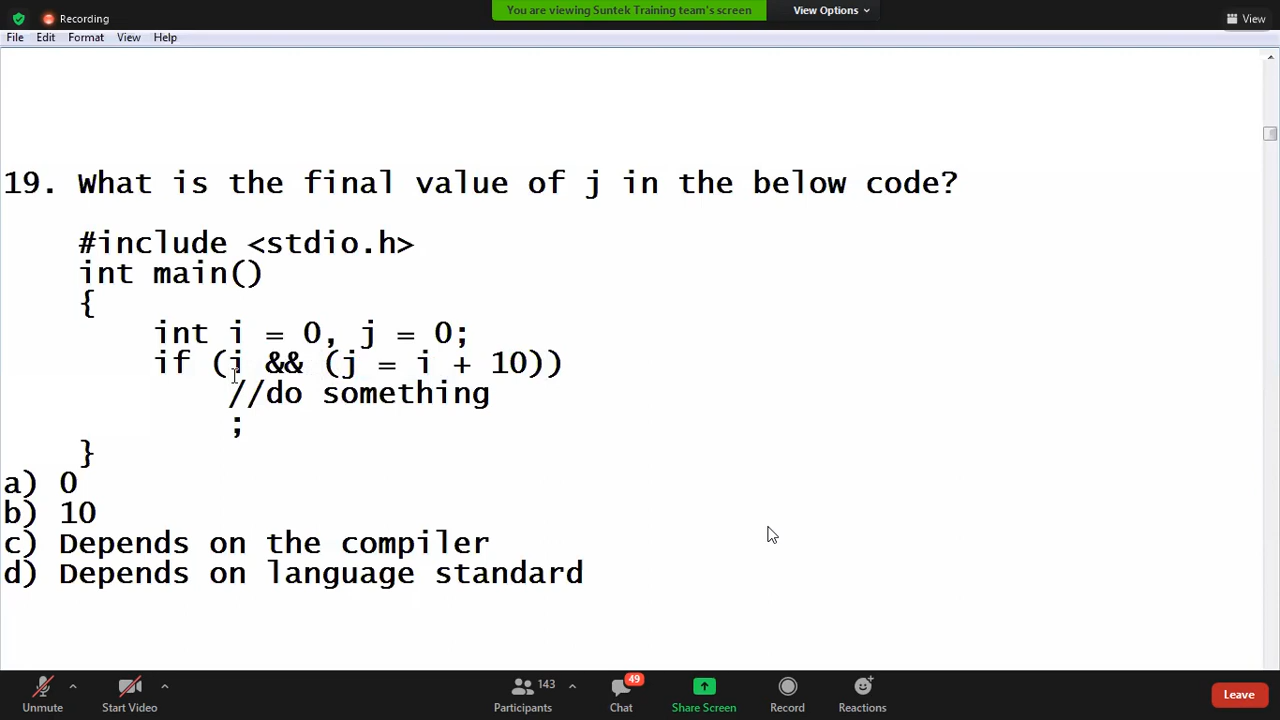 Recording
You are viewing Suntek Training team's screen
View Options
View
File Edit Format View Help
19. What is the final value of j in the below code?
#include <stdio.h>
int main()
{
int i = 0, j = 0;
if (i && (j = i + 10))
//do something
;
}
a) 0
b) 10
c) Depends on the compiler
d) Depends on language standard
Unmute
Start Video
143
Participants
49
Chat
Share Screen
Record
Reactions
Leave